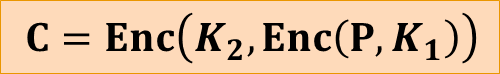 C = Enc(K₂, Enc(P, K₁))